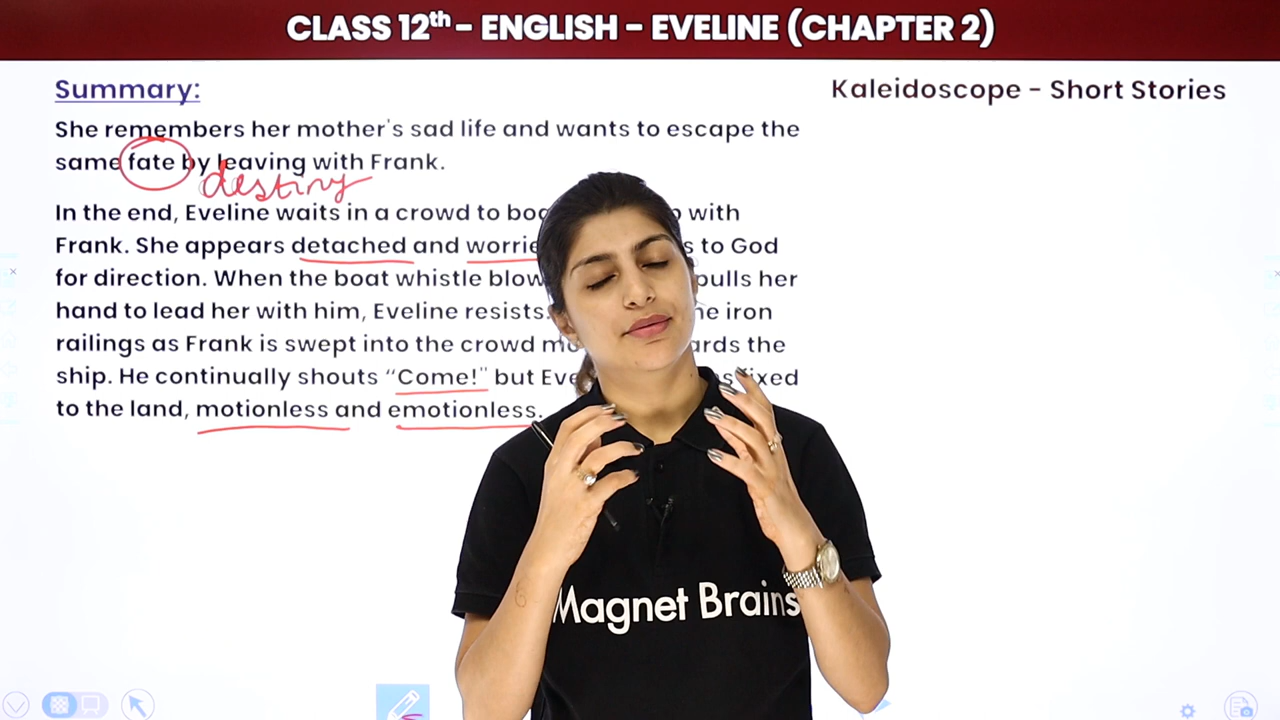 CLASS 12th - ENGLISH - EVELINE (CHAPTER 2)
Summary:
Kaleidoscope - Short Stories
She remembers her mother's sad life and wants to escape the
same fate by leaving with Frank.
destiny
In the end, Eveline waits in a crowd to with
Frank. She appears detached and to God
for direction. When the boat whistle pulls her
hand to lead her with him, Eveline resists. iron
railings as Frank is swept into the crowd the
ship. He continually shouts "Come!" but fixed
to the land, motionless and emotionless.
Magnet Brains